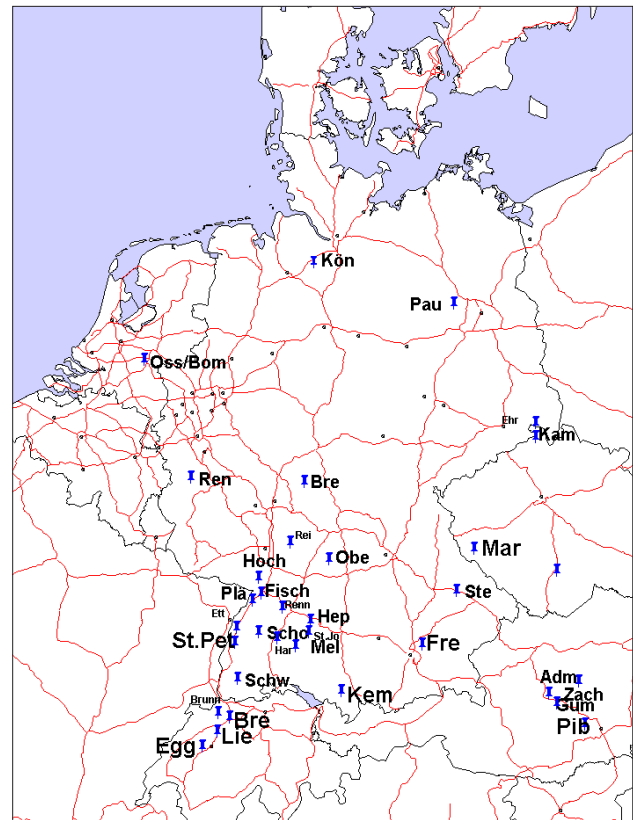 Kön
Pau
Oss/Bom
Ehr
Kam
Ren
Bre
Rei
Mar
Hoch
Obe
Plä
Fisch
Ste
Renn
Ett
Hep
St.Pet
Scho
St.Jo
Har
Mel
Fre
Schw
Kem
Adm
Zach
Gum
Brunn
Bre
Pib
Lie
Egg